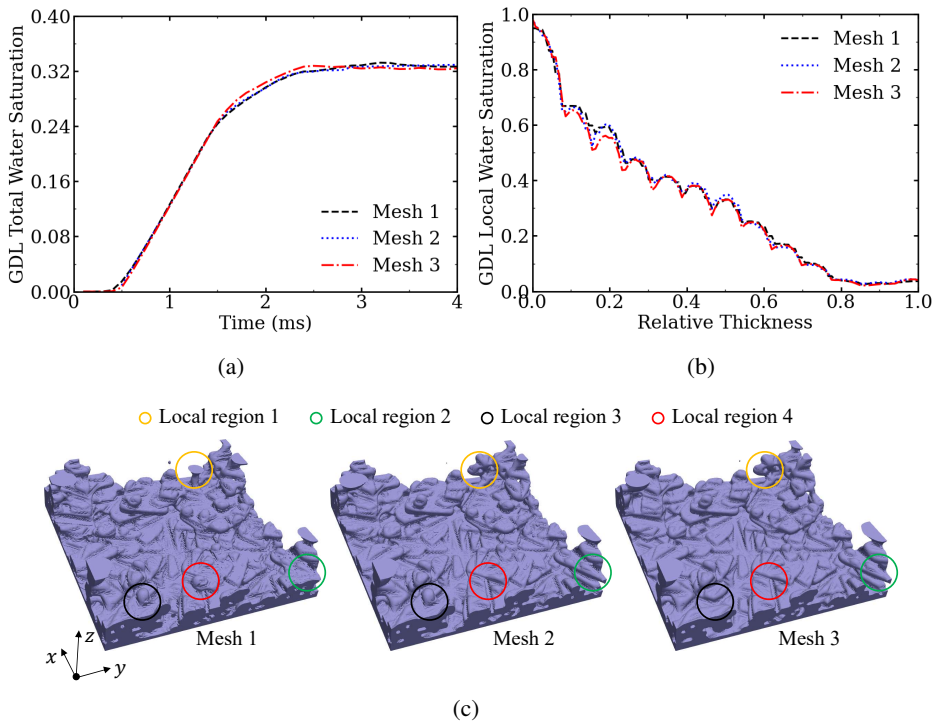 GDL Total Water Saturation
0.40
0.32
0.24
0.16
0.08
0.00
0 1 2 3 4
Time (ms)
Mesh 1
Mesh 2
Mesh 3
(a)
GDL Local Water Saturation
1.0
0.8
0.6
0.4
0.2
0.0
0.0 0.2 0.4 0.6 0.8 1.0
Relative Thickness
Mesh 1
Mesh 2
Mesh 3
(b)
Local region 1 Local region 2 Local region 3 Local region 4
Mesh 1 Mesh 2 Mesh 3
z
x
y
(c)